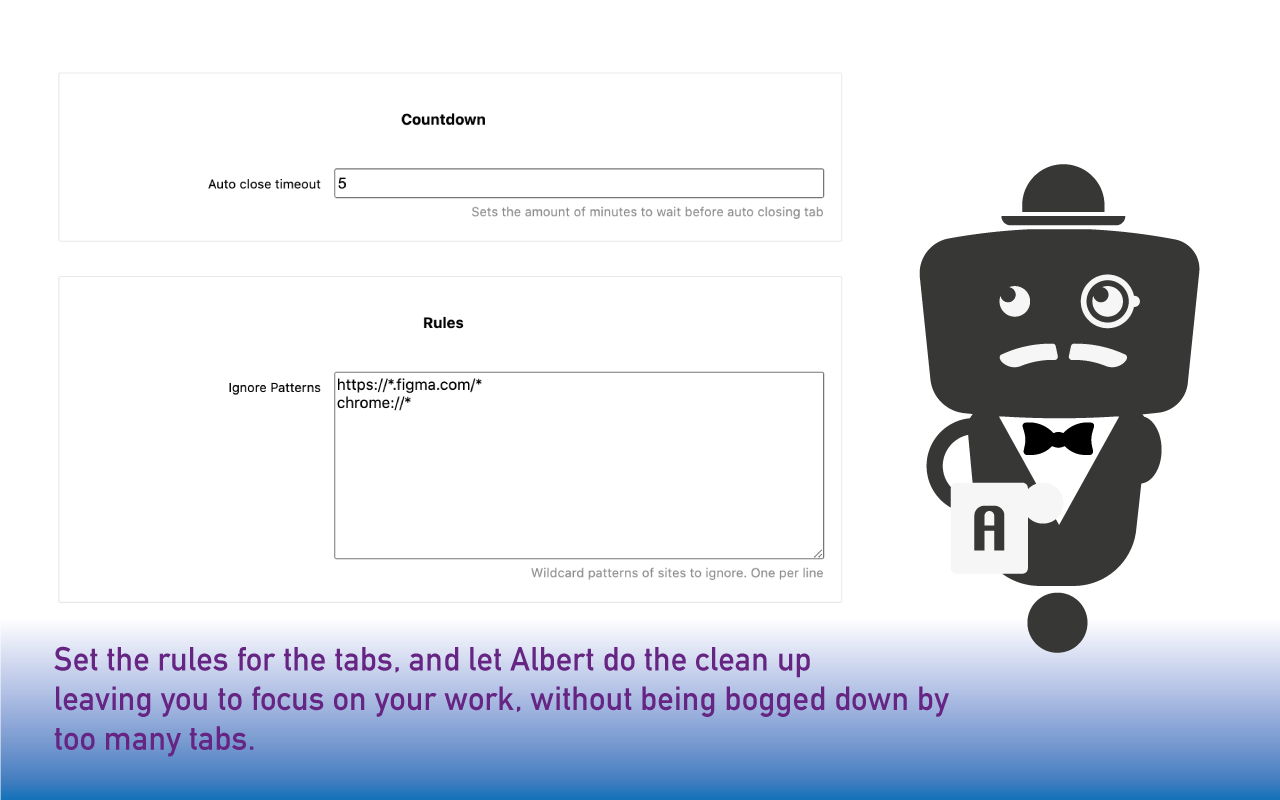 Countdown
Auto close timeout
5
Sets the amount of minutes to wait before auto closing tab
Rules
Ignore Patterns
https://*.figma.com/*
chrome://*
Wildcard patterns of sites to ignore. One per line
A
Set the rules for the tabs, and let Albert do the clean up
leaving you to focus on your work, without being bogged down by
too many tabs.